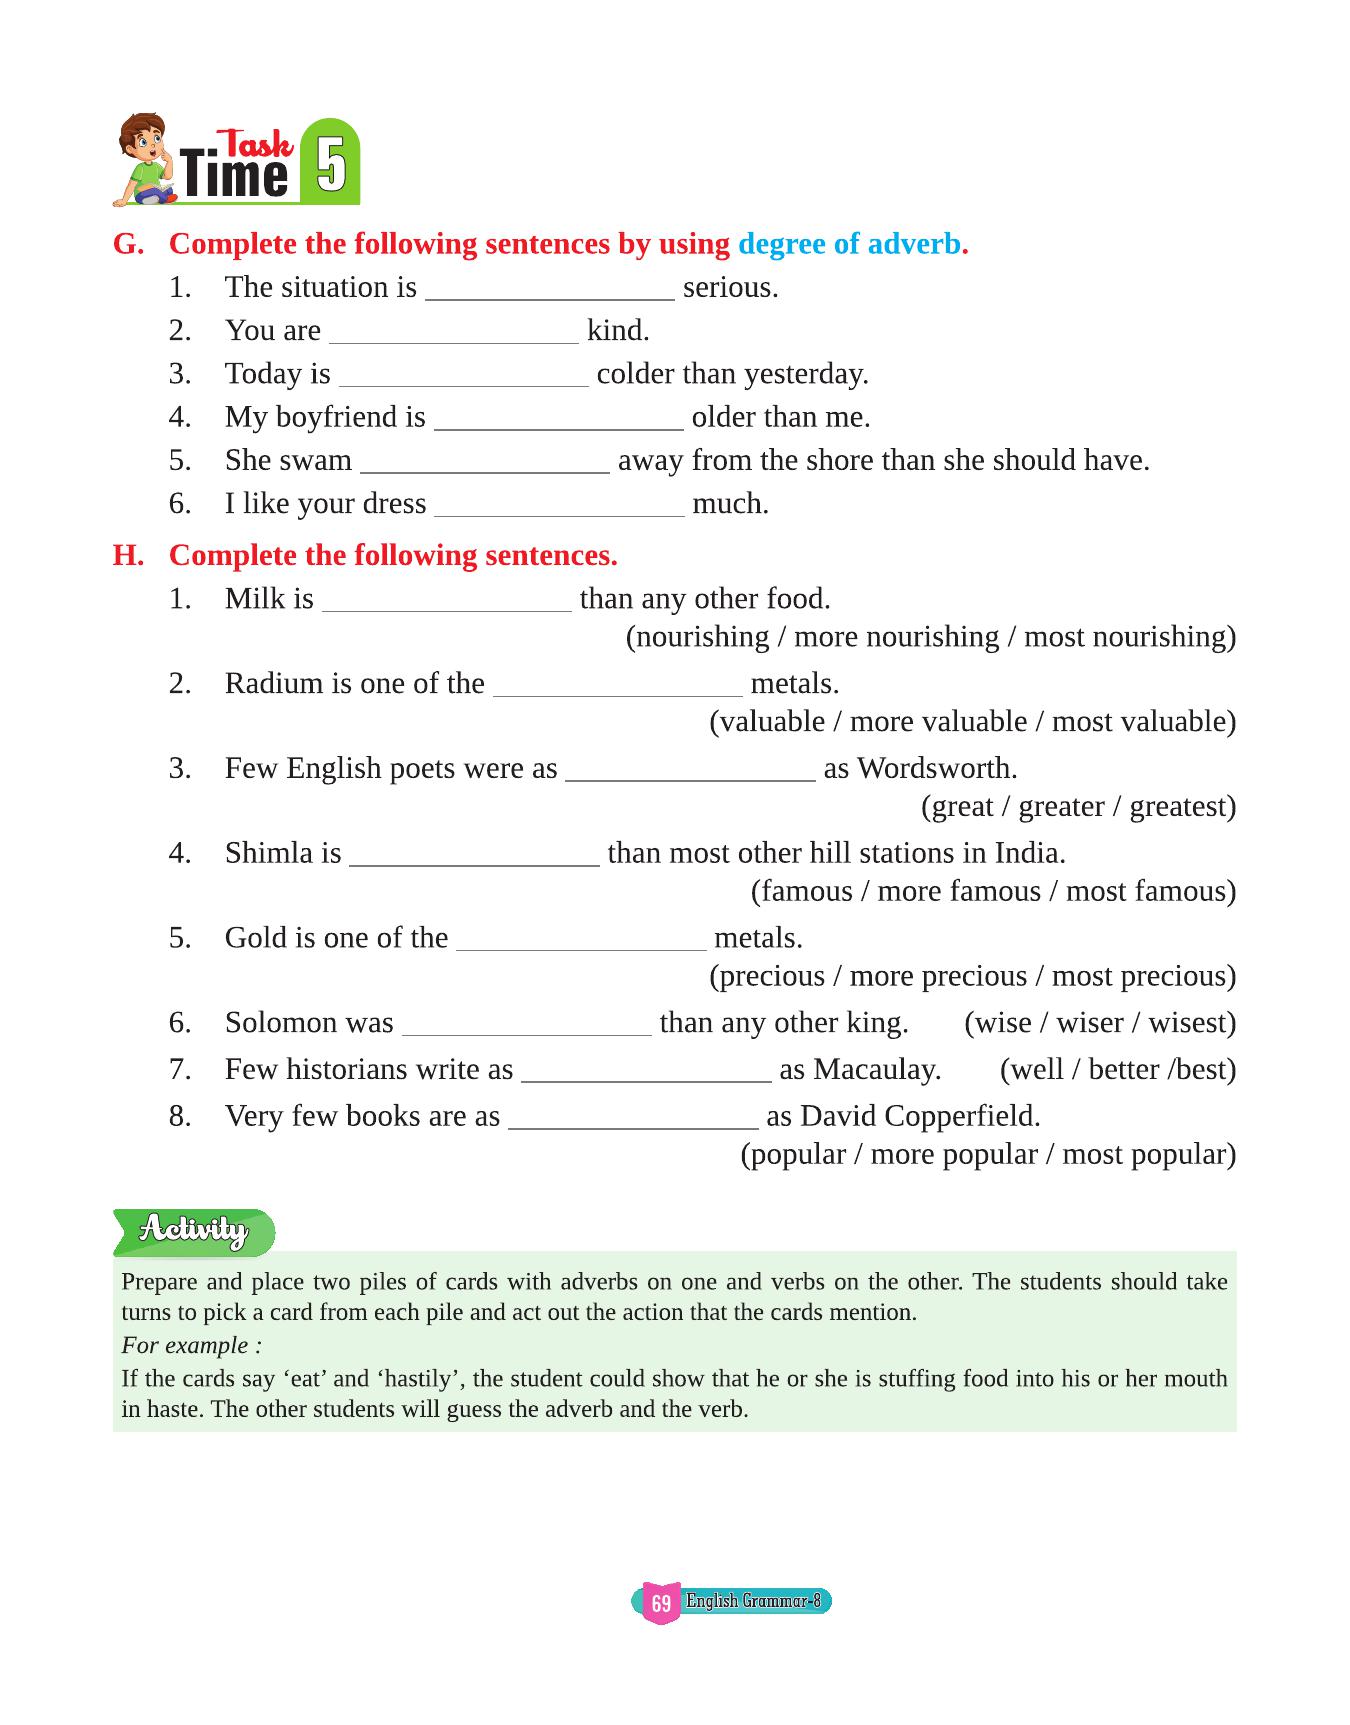 Task
Time 5
G. Complete the following sentences by using degree of adverb.
1. The situation is ________________ serious.
2. You are ________________ kind.
3. Today is ________________ colder than yesterday.
4. My boyfriend is ________________ older than me.
5. She swam ________________ away from the shore than she should have.
6. I like your dress ________________ much.
H. Complete the following sentences.
1. Milk is ________________ than any other food.
(nourishing / more nourishing / most nourishing)
2. Radium is one of the ________________ metals.
(valuable / more valuable / most valuable)
3. Few English poets were as ________________ as Wordsworth.
(great / greater / greatest)
4. Shimla is ________________ than most other hill stations in India.
(famous / more famous / most famous)
5. Gold is one of the ________________ metals.
(precious / more precious / most precious)
6. Solomon was ________________ than any other king. (wise / wiser / wisest)
7. Few historians write as ________________ as Macaulay. (well / better /best)
8. Very few books are as ________________ as David Copperfield.
(popular / more popular / most popular)
Activity
Prepare and place two piles of cards with adverbs on one and verbs on the other. The students should take
turns to pick a card from each pile and act out the action that the cards mention.
For example :
If the cards say ‘eat’ and ‘hastily’, the student could show that he or she is stuffing food into his or her mouth
in haste. The other students will guess the adverb and the verb.
69 English Grammar-8